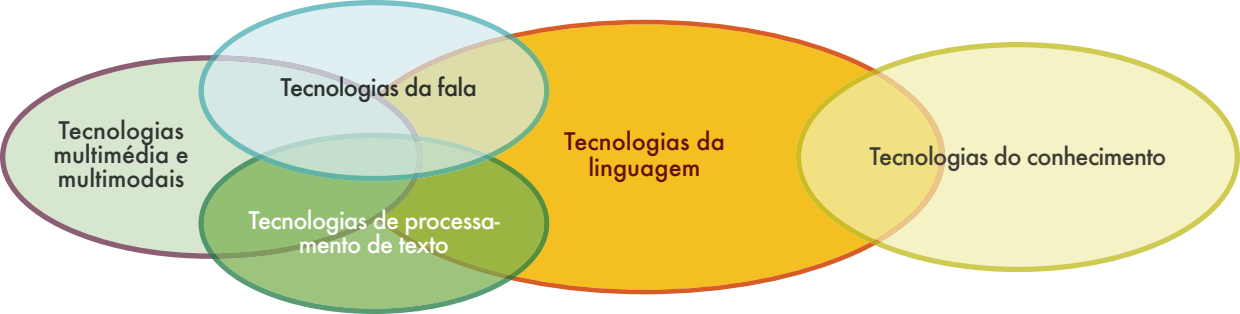 Tecnologias da fala
Tecnologias
multimédia e
multimodais
Tecnologias de processa-
mento de texto
Tecnologias da
linguagem
Tecnologias do conhecimento